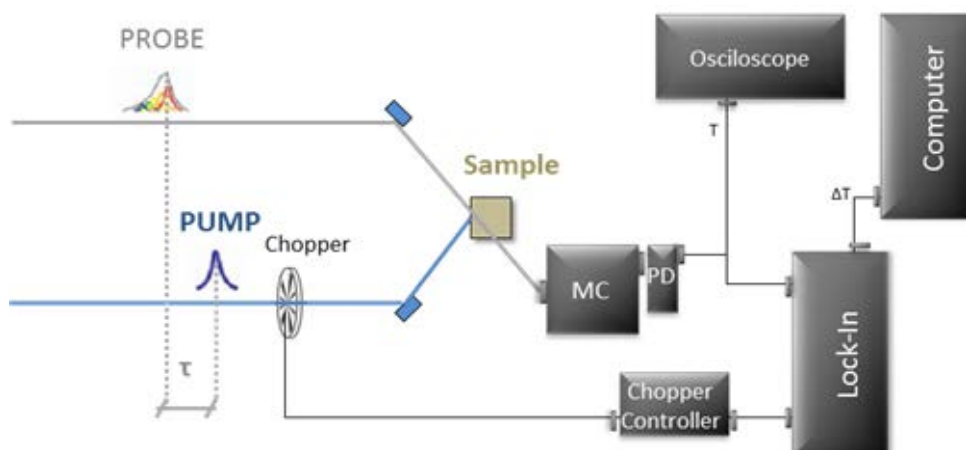 PROBE
Osciloscope
Computer
T
Sample
ΔT
PUMP
Chopper
MC
PD
Lock-In
τ
Chopper
Controller